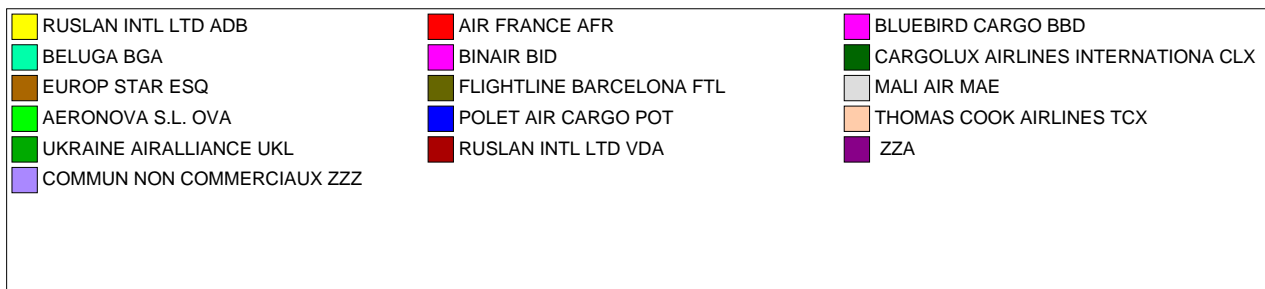 RUSLAN INTL LTD ADB
AIR FRANCE AFR
BLUEBIRD CARGO BBD
BELUGA BGA
BINAIR BID
CARGOLUX AIRLINES INTERNATIONA CLX
EUROP STAR ESQ
FLIGHTLINE BARCELONA FTL
MALI AIR MAE
AERONOVA S.L. OVA
POLET AIR CARGO POT
THOMAS COOK AIRLINES TCX
UKRAINE AIRALLIANCE UKL
RUSLAN INTL LTD VDA
ZZA
COMMUN NON COMMERCIAUX ZZZ